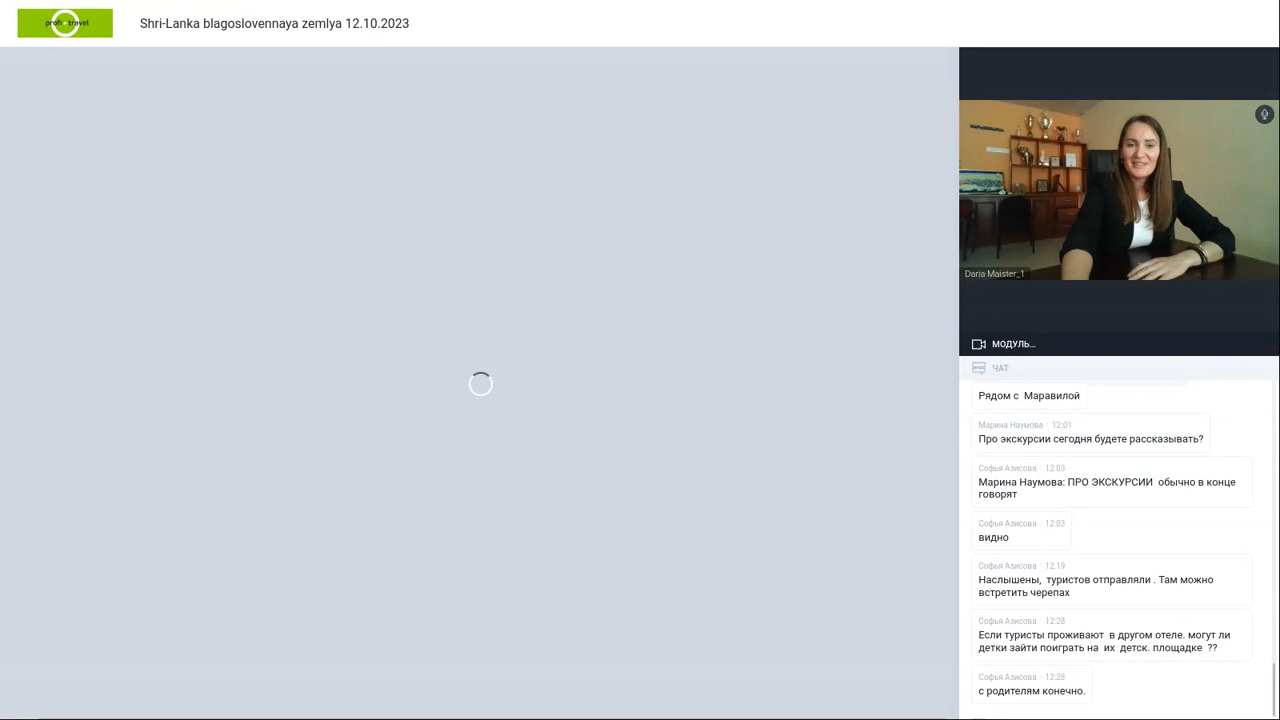 profi travel
Shri-Lanka blagoslovennaya zemlya 12.10.2023
Daria Maister_1
МОДУЛЬ...
ЧАТ
Рядом с Маравилой
Марина Наумова · 12:01
Про экскурсии сегодня будете рассказывать?
Софья Азисова · 12:03
Марина Наумова: ПРО ЭКСКУРСИИ обычно в конце
говорят
Софья Азисова · 12:03
видно
Софья Азисова · 12:19
Наслышены, туристов отправляли . Там можно
встретить черепах
Софья Азисова · 12:28
Если туристы проживают в другом отеле. могут ли
детки зайти поиграть на их детск. площадке ??
Софья Азисова · 12:28
с родителям конечно.